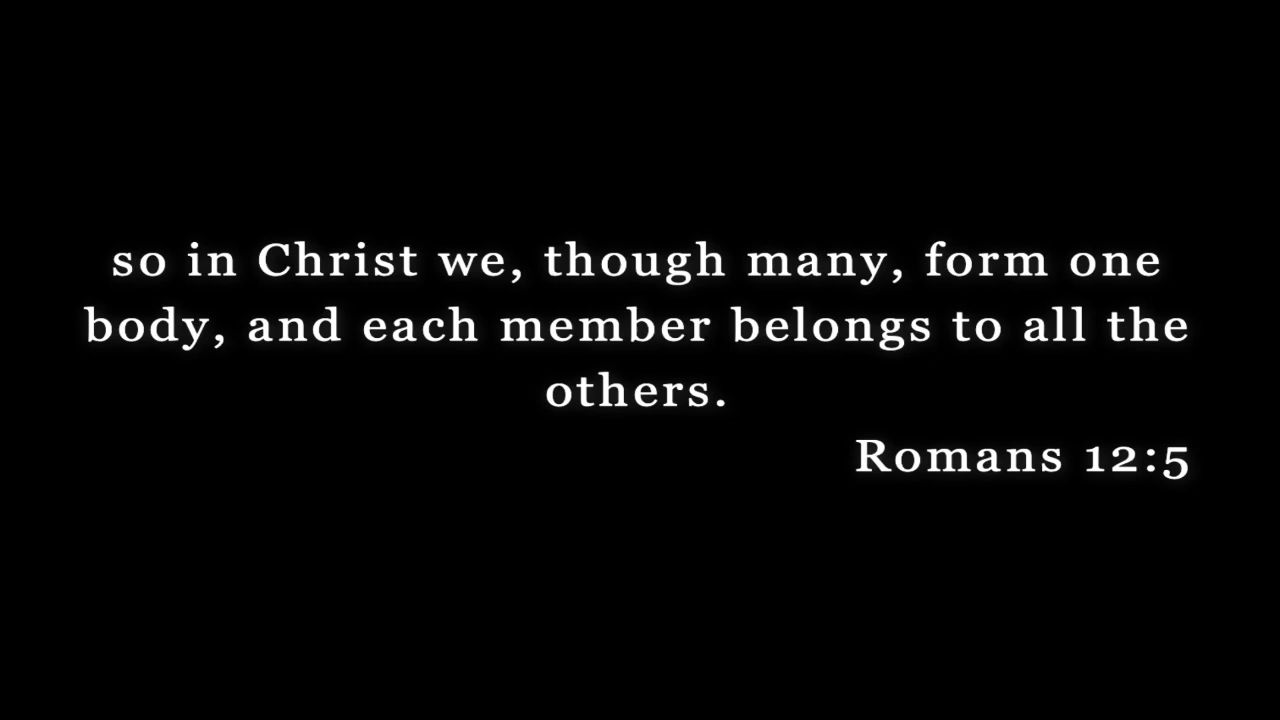 so in Christ we, though many, form one
body, and each member belongs to all the
others.
Romans 12:5